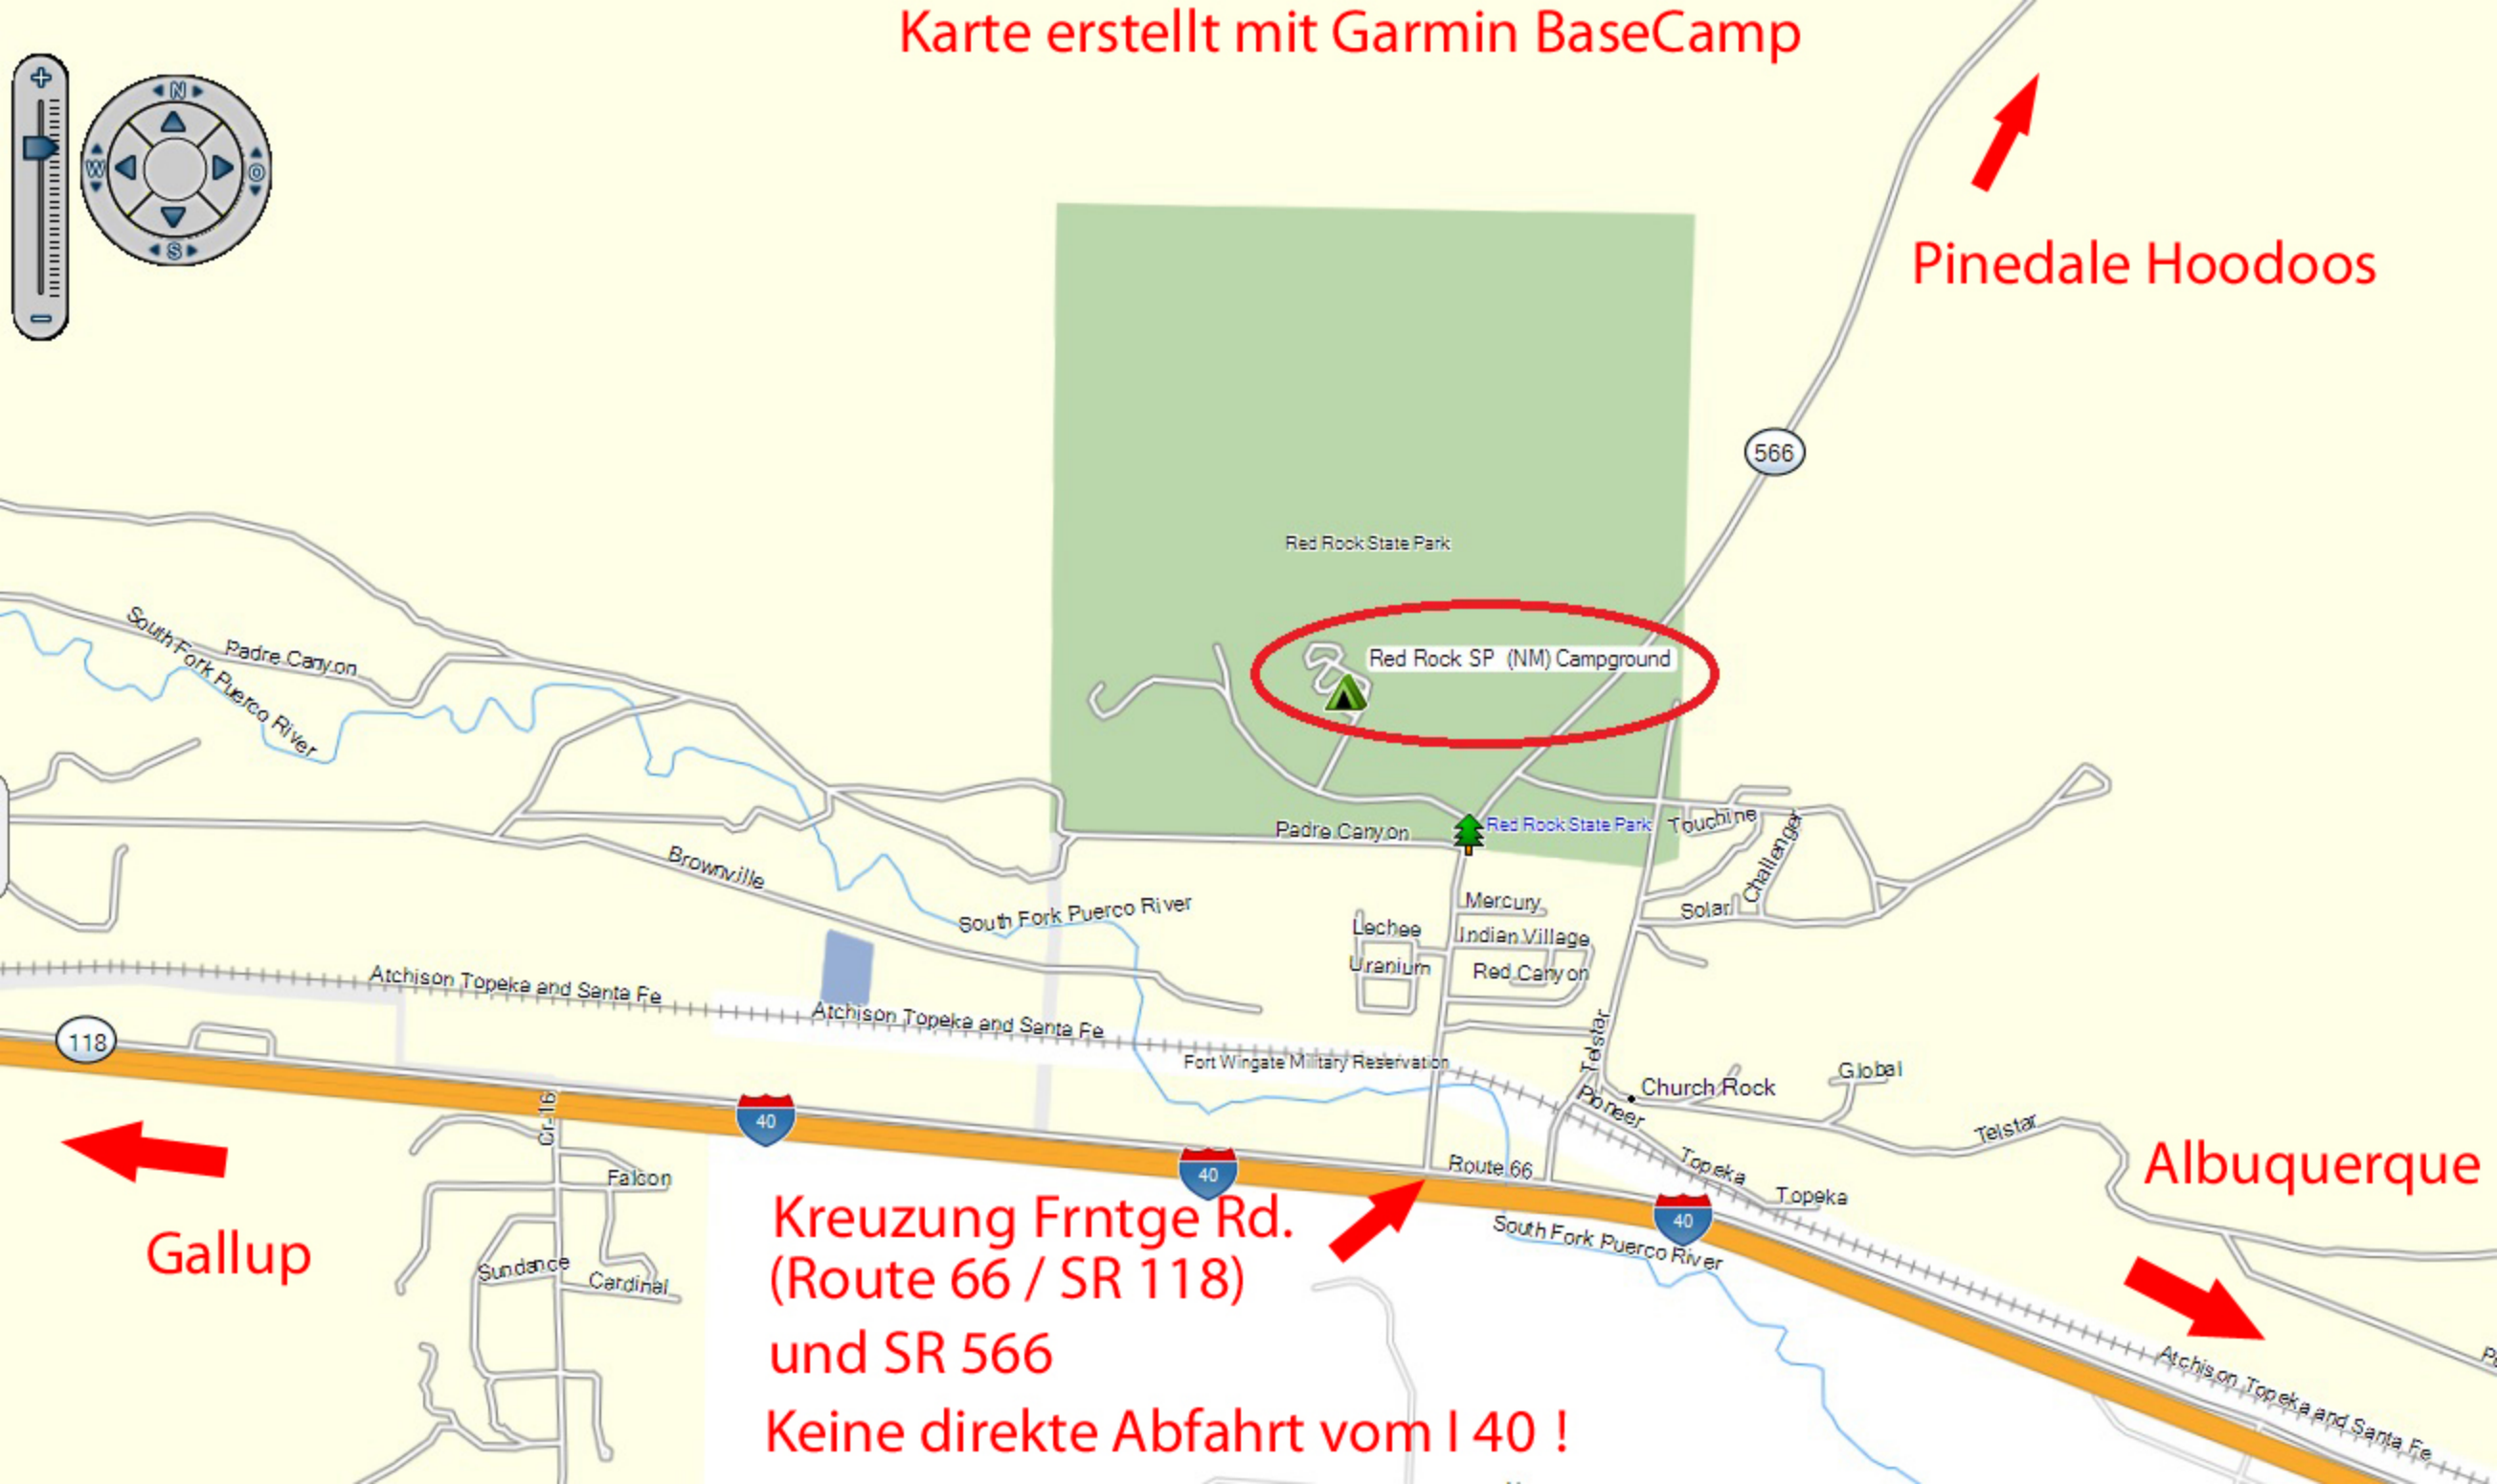 Karte erstellt mit Garmin BaseCamp
N
W
O
S
Pinedale Hoodoos
566
Red Rock State Park
Red Rock SP (NM) Campground
South Fork Puerco River
Padre Canyon
Padre Canyon
Red Rock State Park
Touchine
Challenger
Brownville
Solar
Mercury
South Fork Puerco River
Lechee
Indian Village
Uranium
Red Canyon
Atchison Topeka and Santa Fe
Atchison Topeka and Santa Fe
118
Telstar
Fort Wingate Military Reservation
Global
Church Rock
Pioneer
Cr-16
40
Telstar
40
Route 66
Topeka
Topeka
Albuquerque
Falcon
Kreuzung Frntge Rd.
(Route 66 / SR 118)
und SR 566
Keine direkte Abfahrt vom I 40 !
40
South Fork Puerco River
Gallup
Sundance
Cardinal
Atchison Topeka and Santa Fe